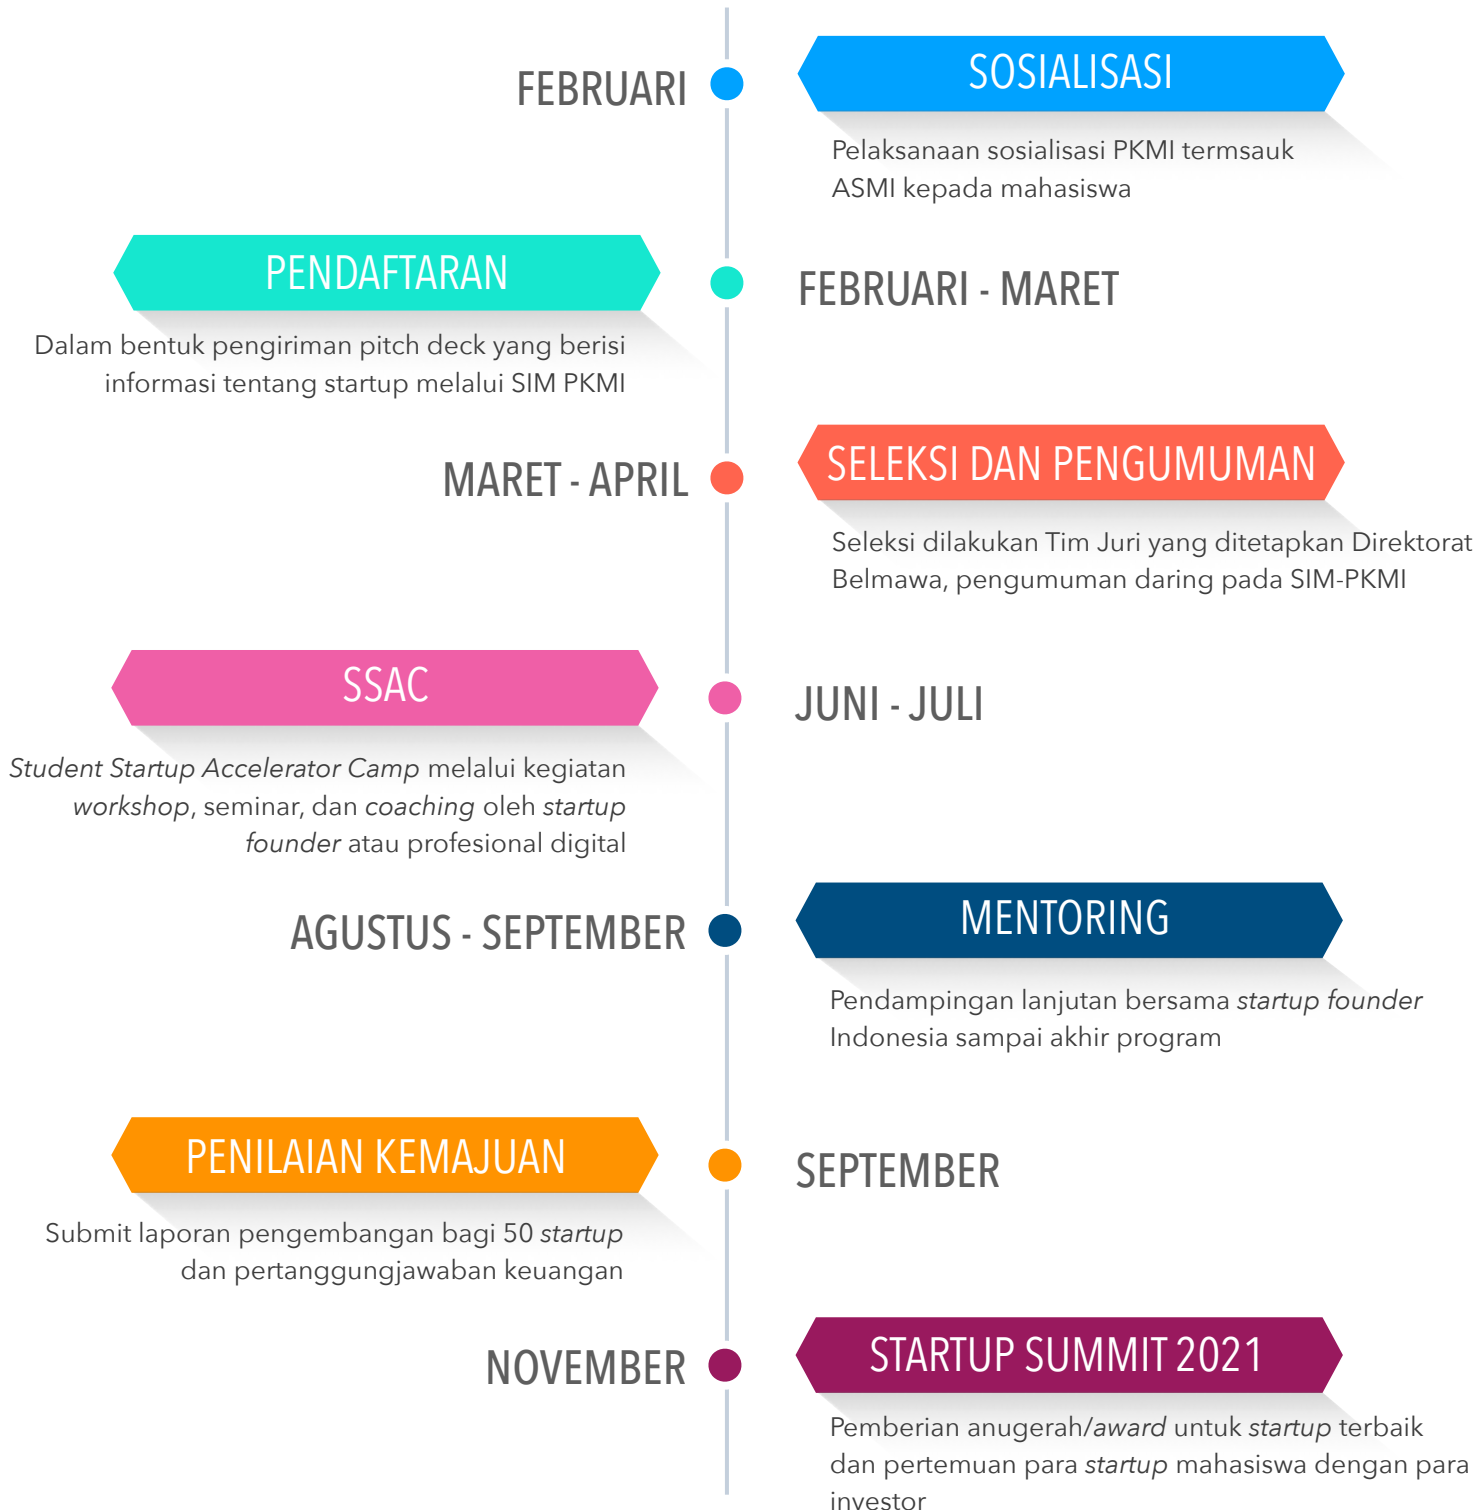 FEBRUARI
SOSIALISASI
Pelaksanaan sosialisasi PKMI termsauk
ASMI kepada mahasiswa
PENDAFTARAN
FEBRUARI - MARET
Dalam bentuk pengiriman pitch deck yang berisi
informasi tentang startup melalui SIM PKMI
MARET - APRIL
SELEKSI DAN PENGUMUMAN
Seleksi dilakukan Tim Juri yang ditetapkan Direktorat
Belmawa, pengumuman daring pada SIM-PKMI
SSAC
JUNI - JULI
Student Startup Accelerator Camp melalui kegiatan
workshop, seminar, dan coaching oleh startup
founder atau profesional digital
AGUSTUS - SEPTEMBER
MENTORING
Pendampingan lanjutan bersama startup founder
Indonesia sampai akhir program
PENILAIAN KEMAJUAN
SEPTEMBER
Submit laporan pengembangan bagi 50 startup
dan pertanggungjawaban keuangan
NOVEMBER
STARTUP SUMMIT 2021
Pemberian anugerah/award untuk startup terbaik
dan pertemuan para startup mahasiswa dengan para
investor